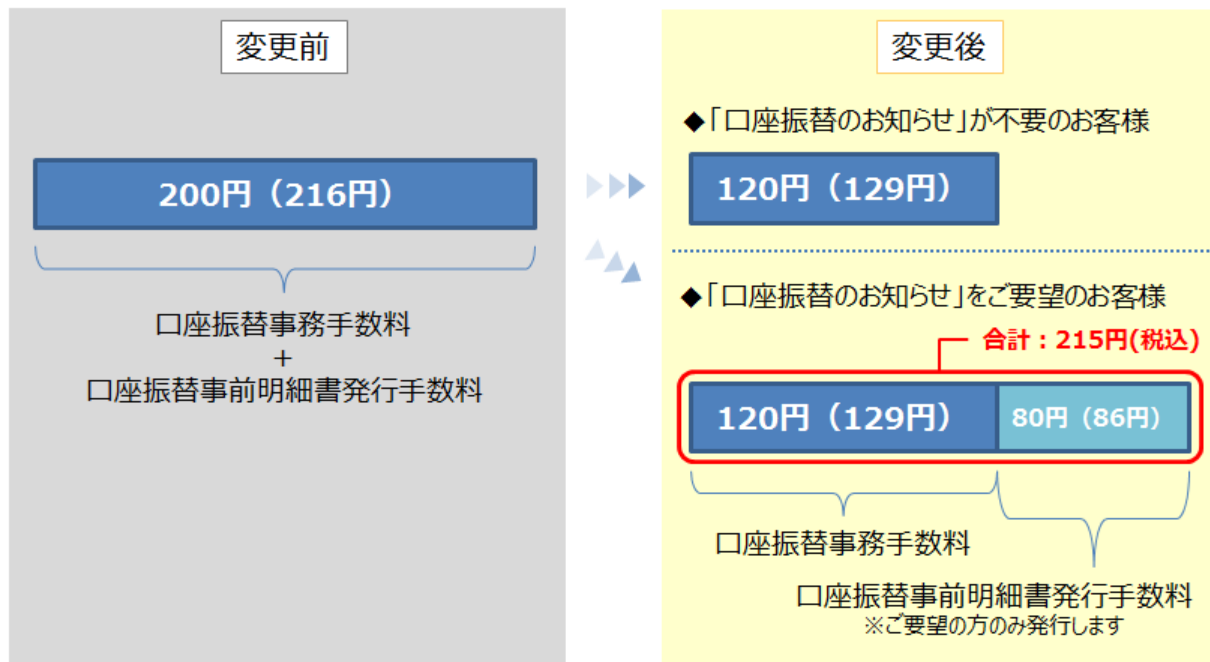 変更前
200円（216円）
口座振替事務手数料
+
口座振替事前明細書発行手数料
変更後
◆「口座振替のお知らせ」が不要のお客様
120円（129円）
◆「口座振替のお知らせ」をご要望のお客様
合計：215円(税込)
120円（129円）
80円（86円）
口座振替事務手数料
口座振替事前明細書発行手数料
※ご要望の方のみ発行します